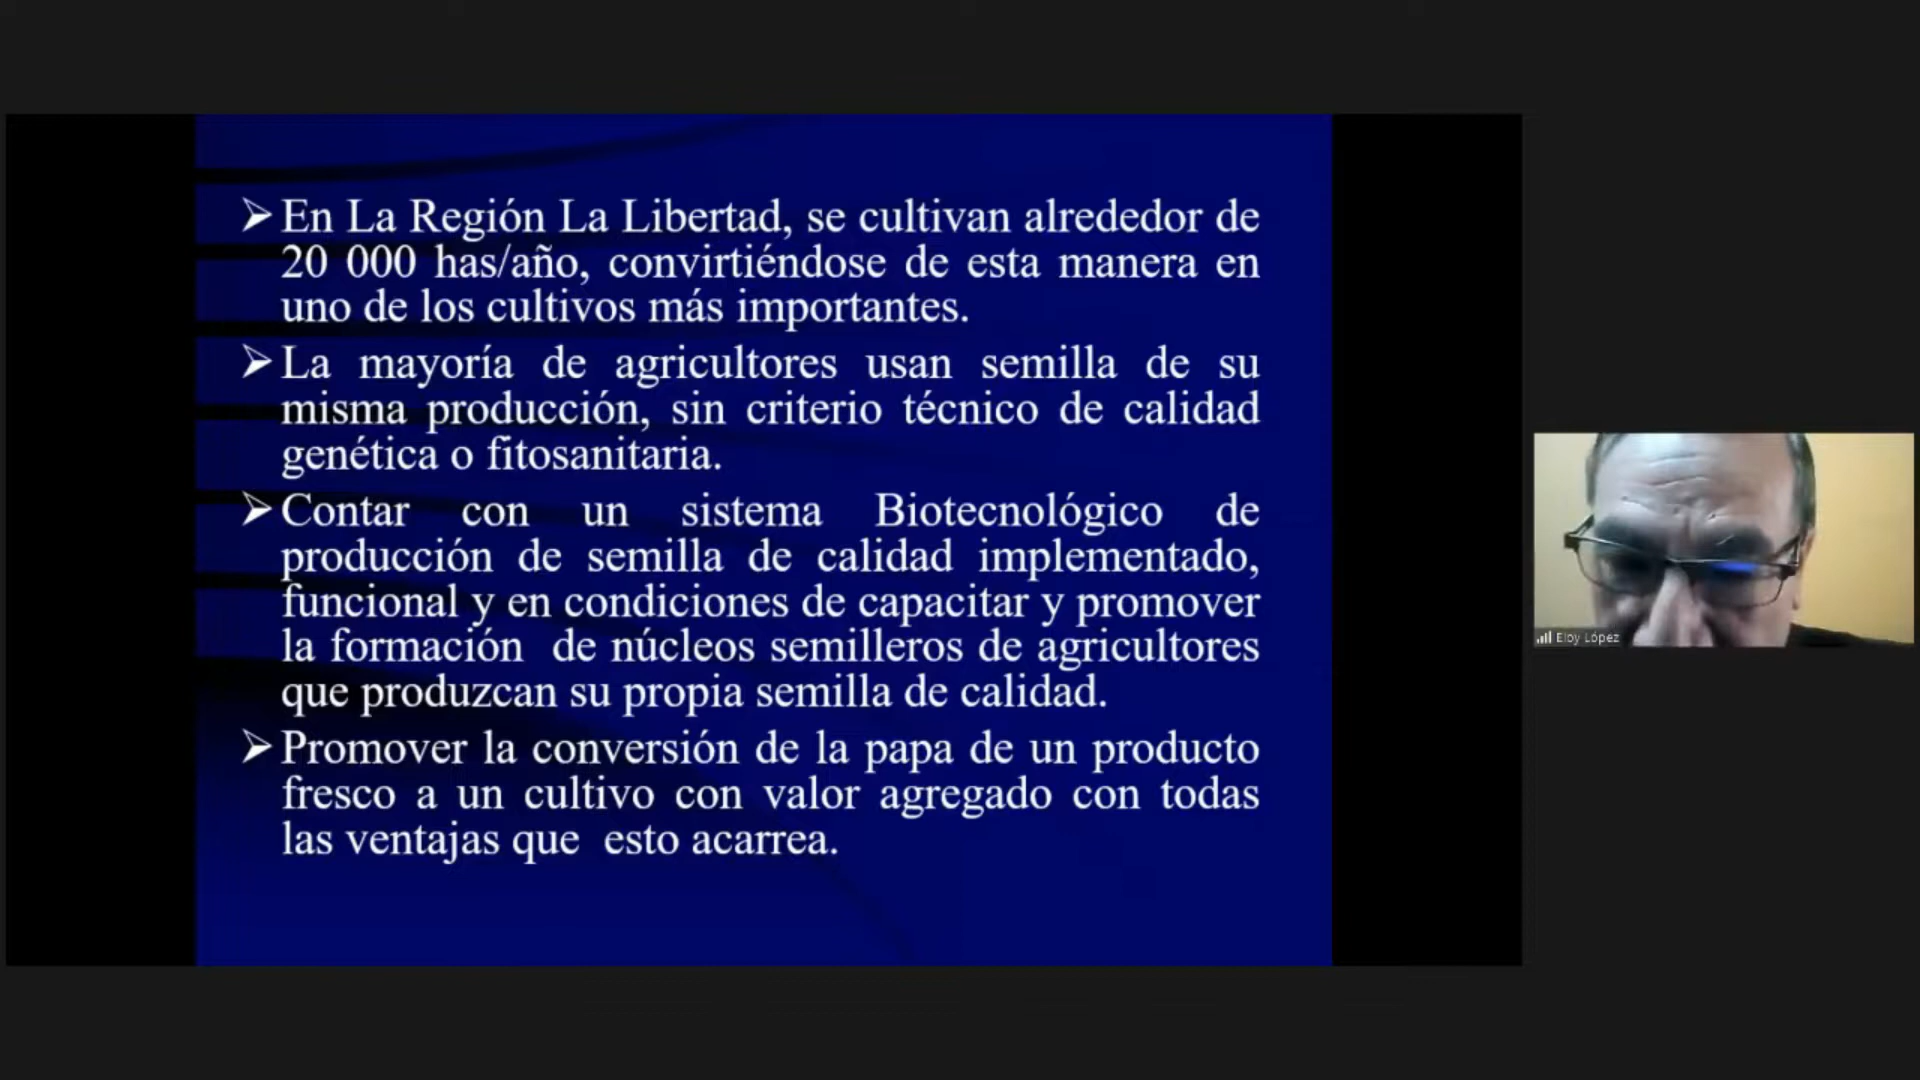 ➢En La Región La Libertad, se cultivan alrededor de
20 000 has/año, convirtiéndose de esta manera en
uno de los cultivos más importantes.
➢La mayoría de agricultores usan semilla de su
misma producción, sin criterio técnico de calidad
genética o fitosanitaria.
➢Contar con un sistema Biotecnológico de
producción de semilla de calidad implementado,
funcional y en condiciones de capacitar y promover
la formación de núcleos semilleros de agricultores
que produzcan su propia semilla de calidad.
➢Promover la conversión de la papa de un producto
fresco a un cultivo con valor agregado con todas
las ventajas que esto acarrea.
Eloy López